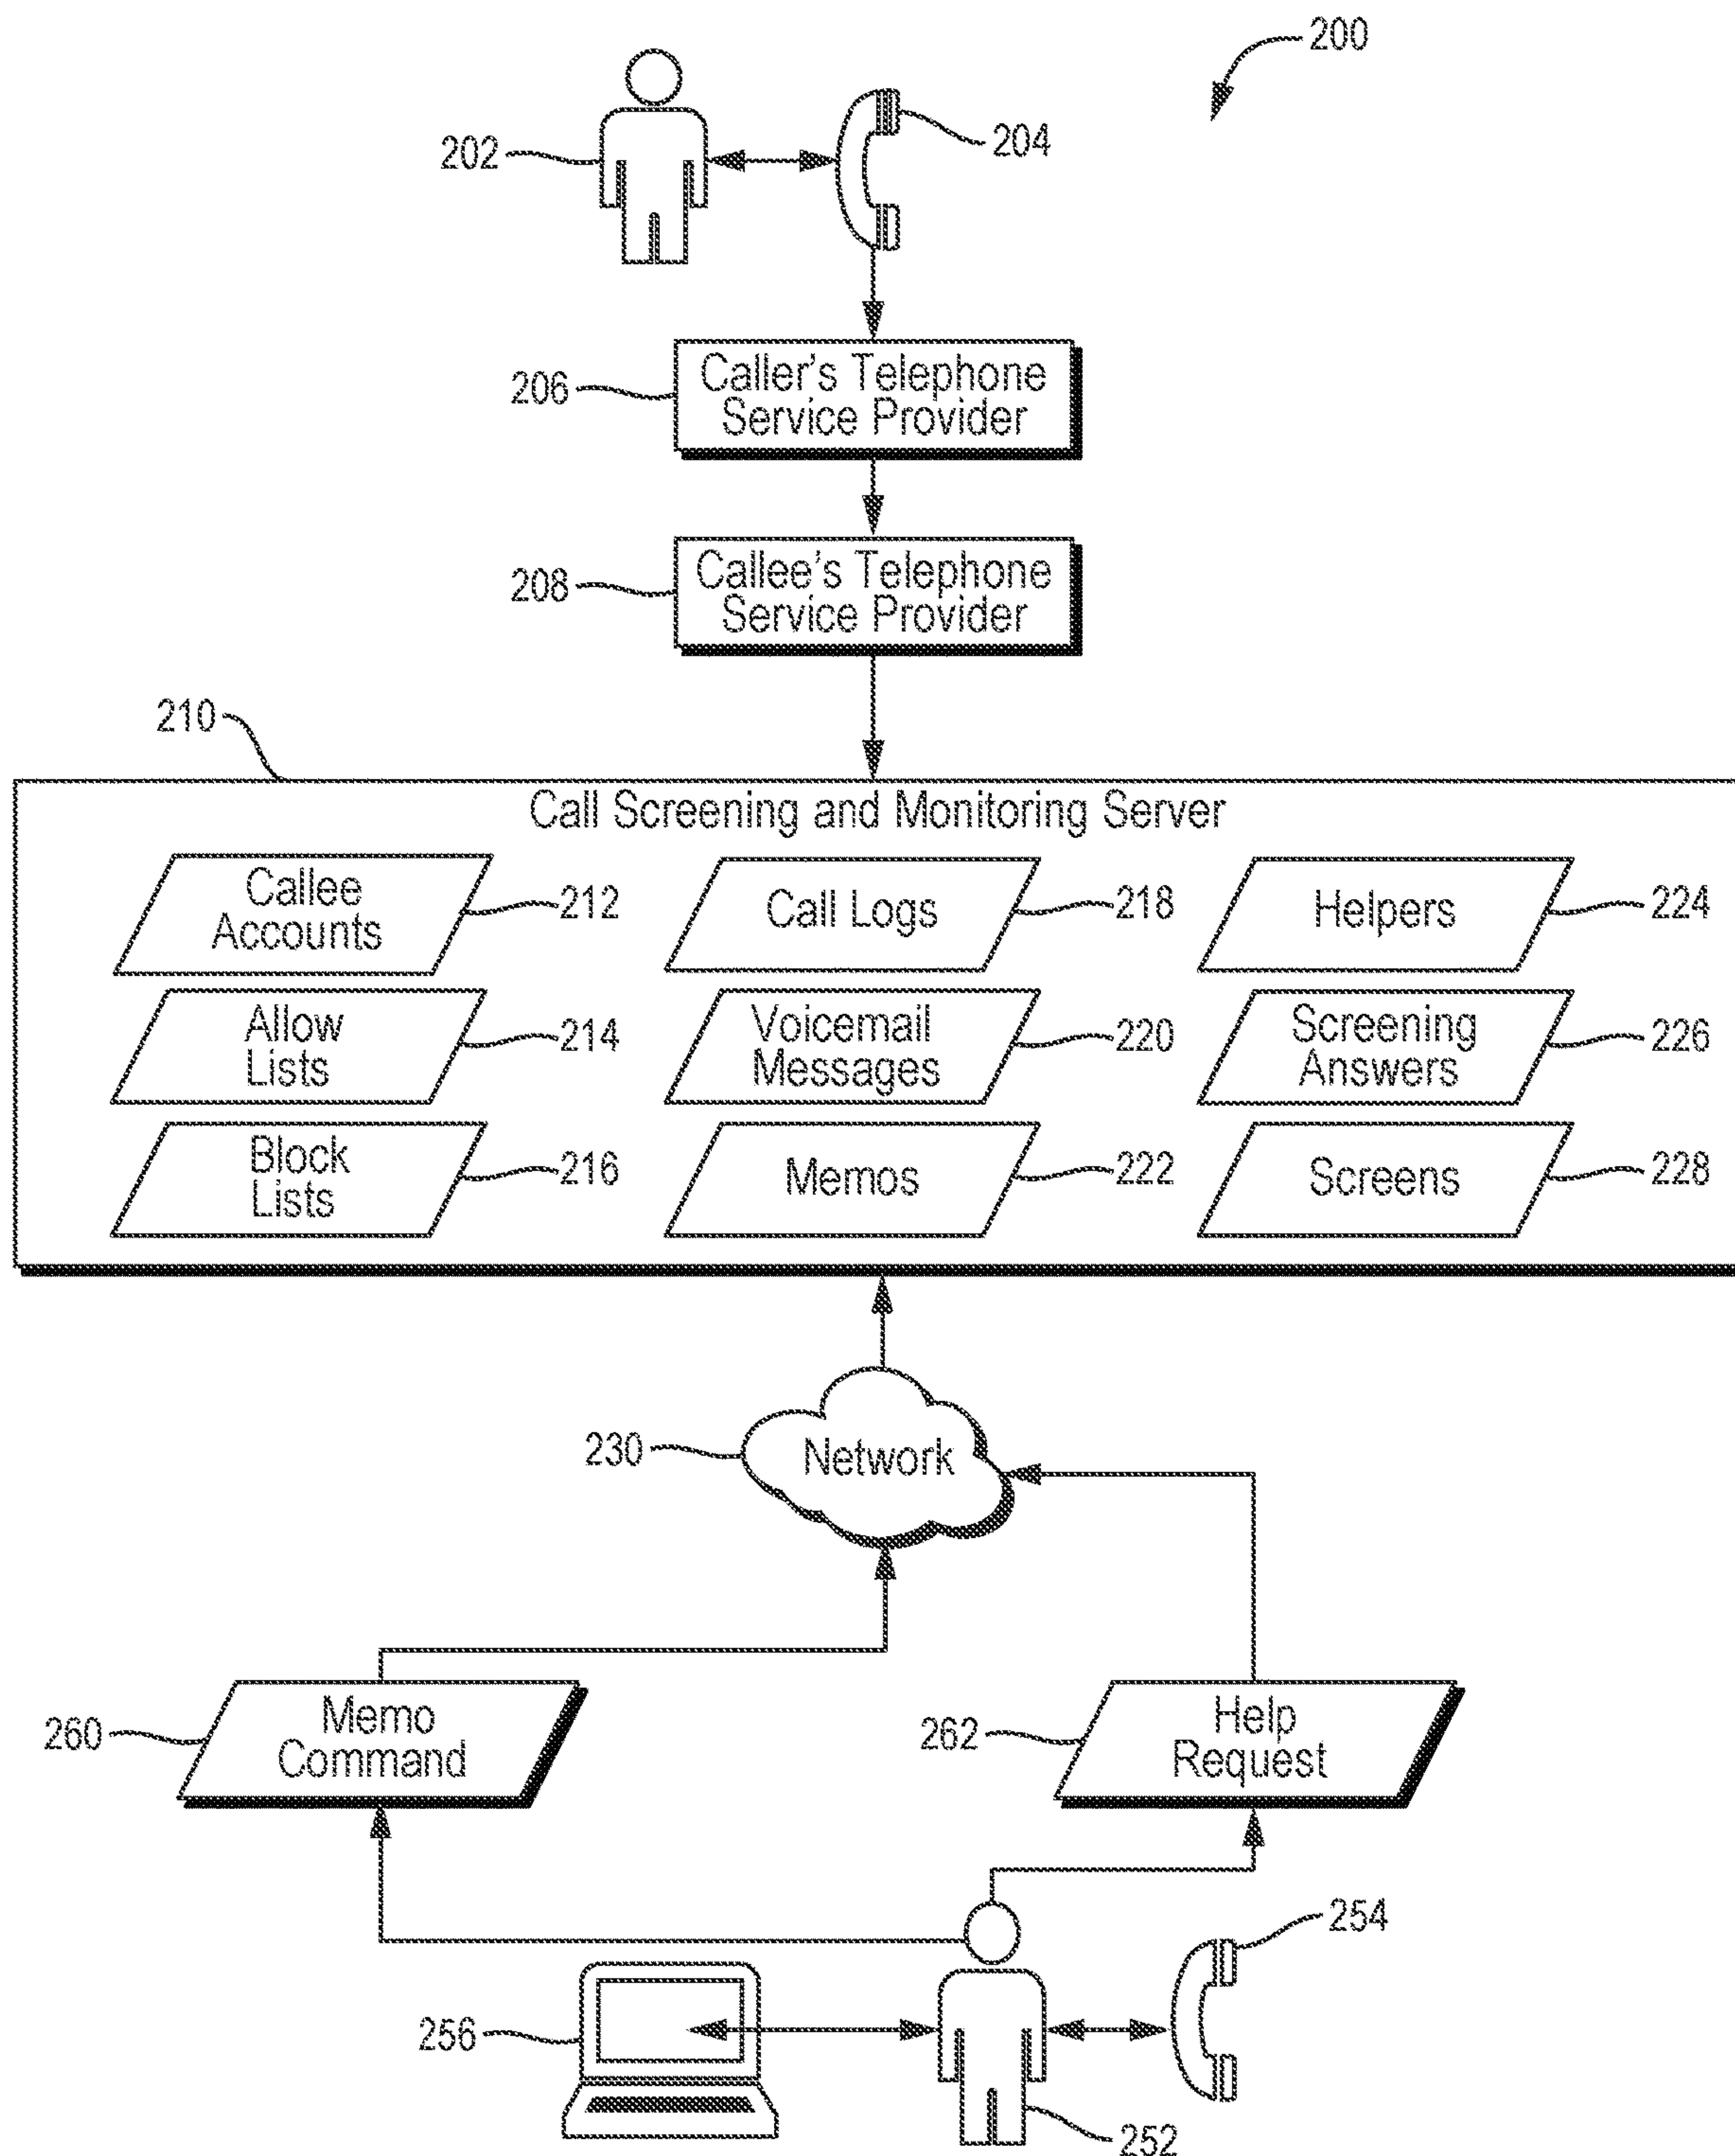 200
202
204
206
Caller's Telephone
Service Provider
208
Callee's Telephone
Service Provider
210
Call Screening and Monitoring Server
Callee
Accounts
212
Call Logs
218
Helpers
224
Allow
Lists
214
Voicemail
Messages
220
Screening
Answers
226
Block
Lists
216
Memos
222
Screens
228
230
Network
260
Memo
Command
262
Help
Request
254
256
252